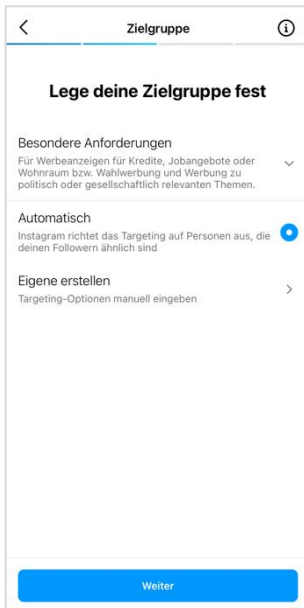 Zielgruppe
Lege deine Zielgruppe fest
Besondere Anforderungen
Für Werbeanzeigen für Kredite, Jobangebote oder
Wohnraum bzw. Wahlwerbung und Werbung zu
politisch oder gesellschaftlich relevanten Themen.
Automatisch
Instagram richtet das Targeting auf Personen aus, die
deinen Followern ähnlich sind
Eigene erstellen
Targeting-Optionen manuell eingeben
Weiter